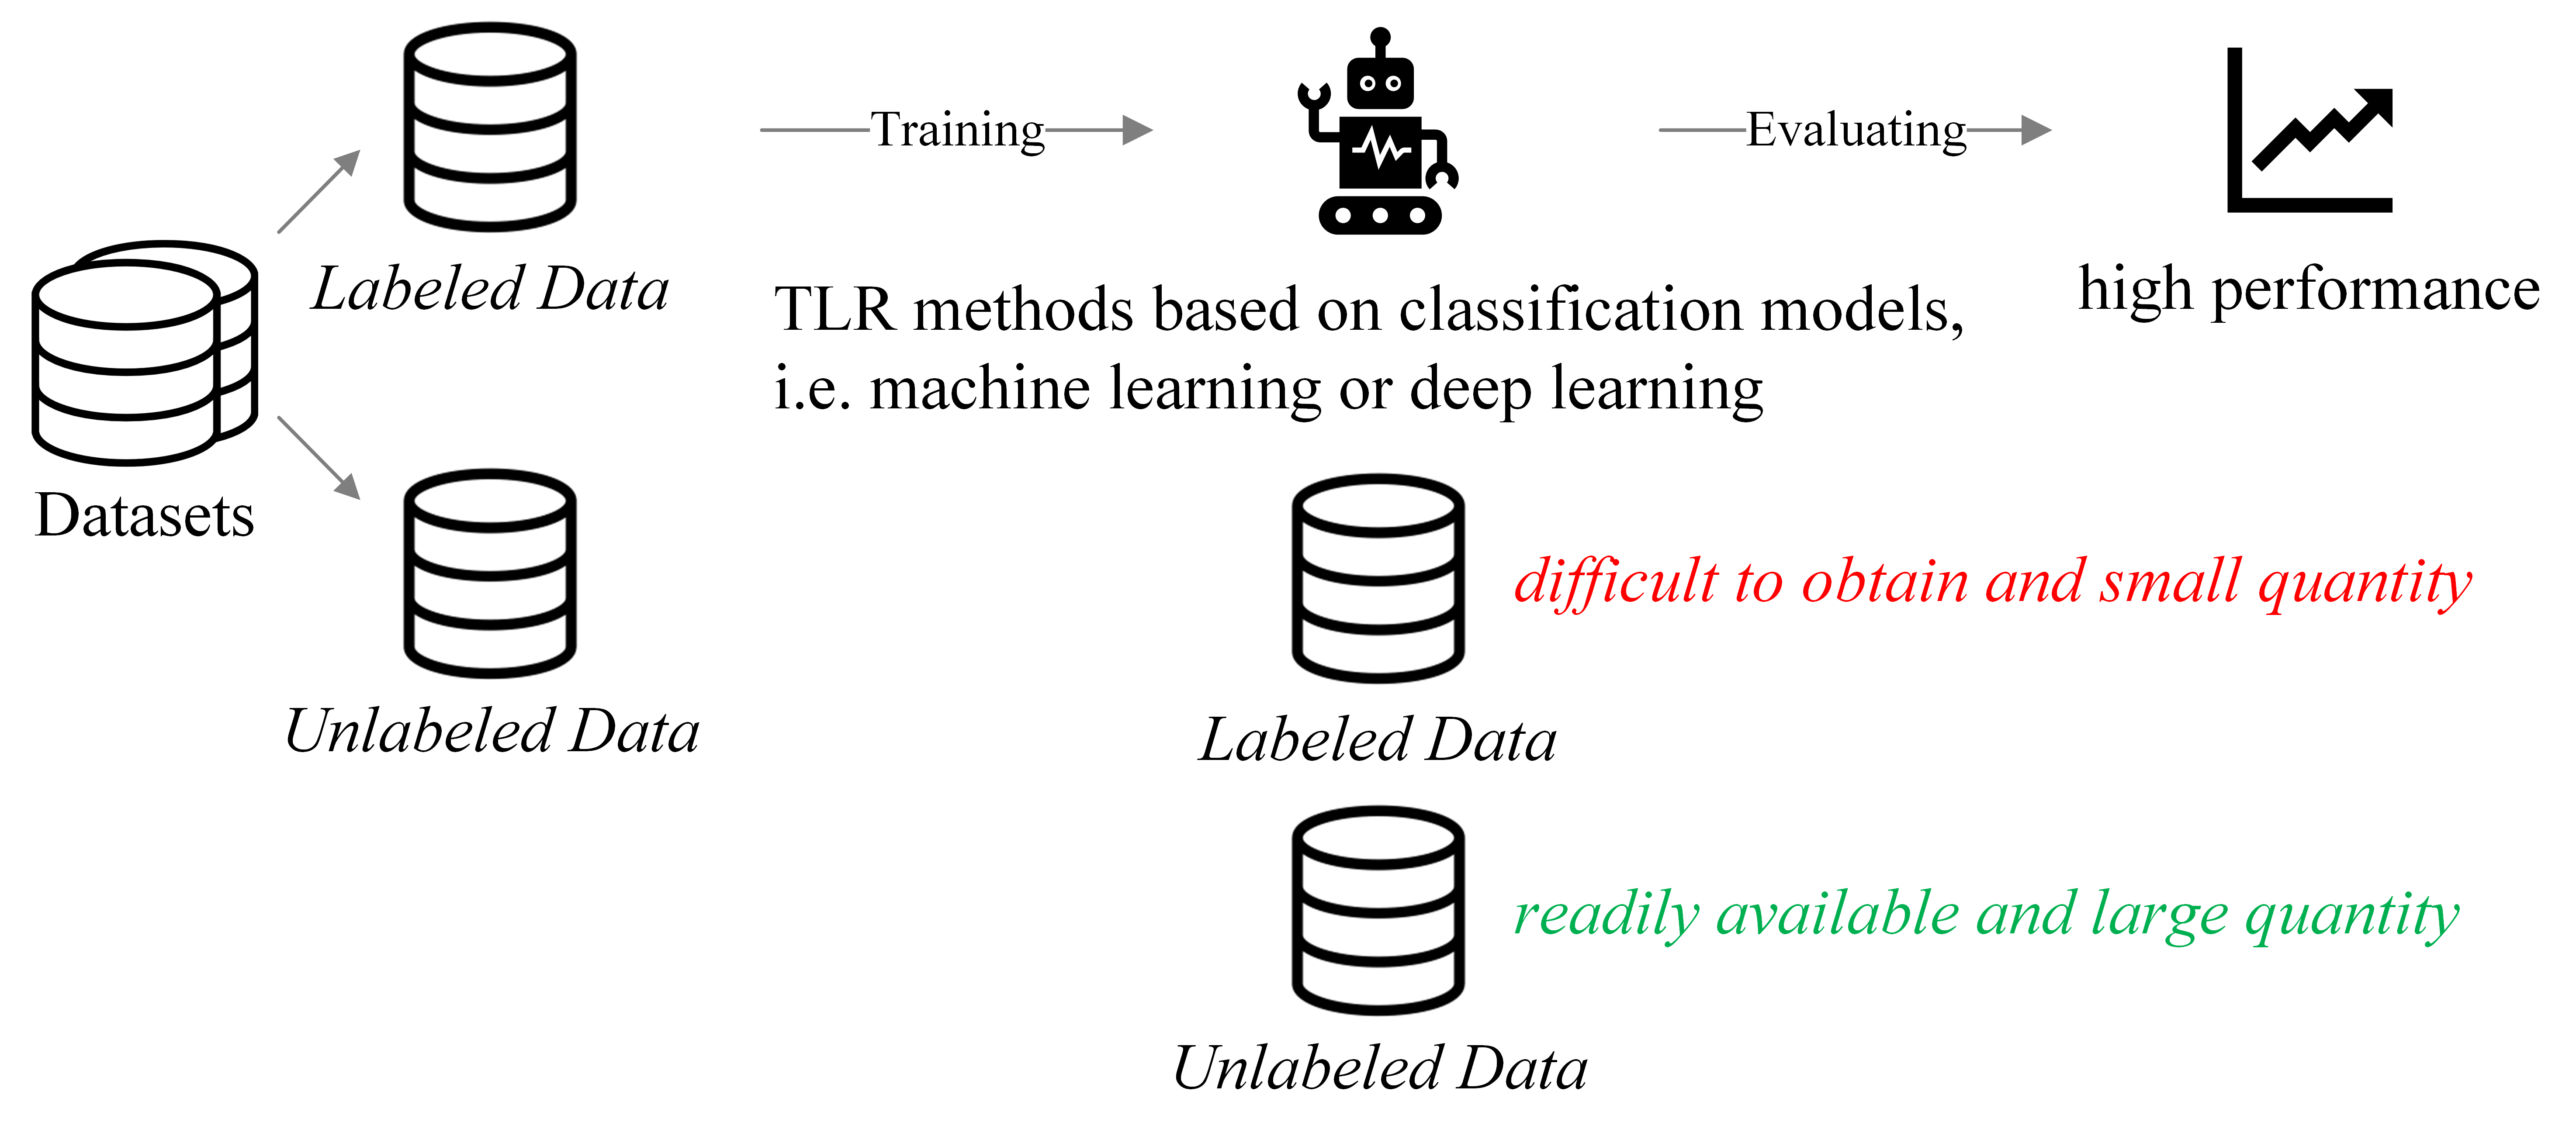 Training
Evaluating
Labeled Data
TLR methods based on classification models,
i.e. machine learning or deep learning
high performance
Datasets
Unlabeled Data
difficult to obtain and small quantity
Labeled Data
readily available and large quantity
Unlabeled Data